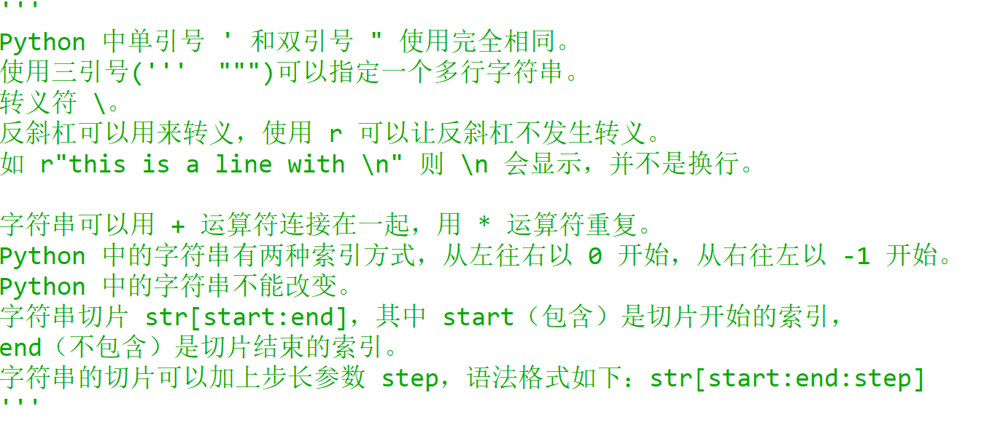 '''
Python 中单引号 ' 和双引号 " 使用完全相同。
使用三引号(''' """)可以指定一个多行字符串。
转义符 \。
反斜杠可以用来转义，使用 r 可以让反斜杠不发生转义。
如 r"this is a line with \n" 则 \n 会显示，并不是换行。
字符串可以用 + 运算符连接在一起，用 * 运算符重复。
Python 中的字符串有两种索引方式，从左往右以 0 开始，从右往左以 -1 开始。
Python 中的字符串不能改变。
字符串切片 str[start:end]，其中 start（包含）是切片开始的索引，
end（不包含）是切片结束的索引。
字符串的切片可以加上步长参数 step，语法格式如下：str[start:end:step]
'''